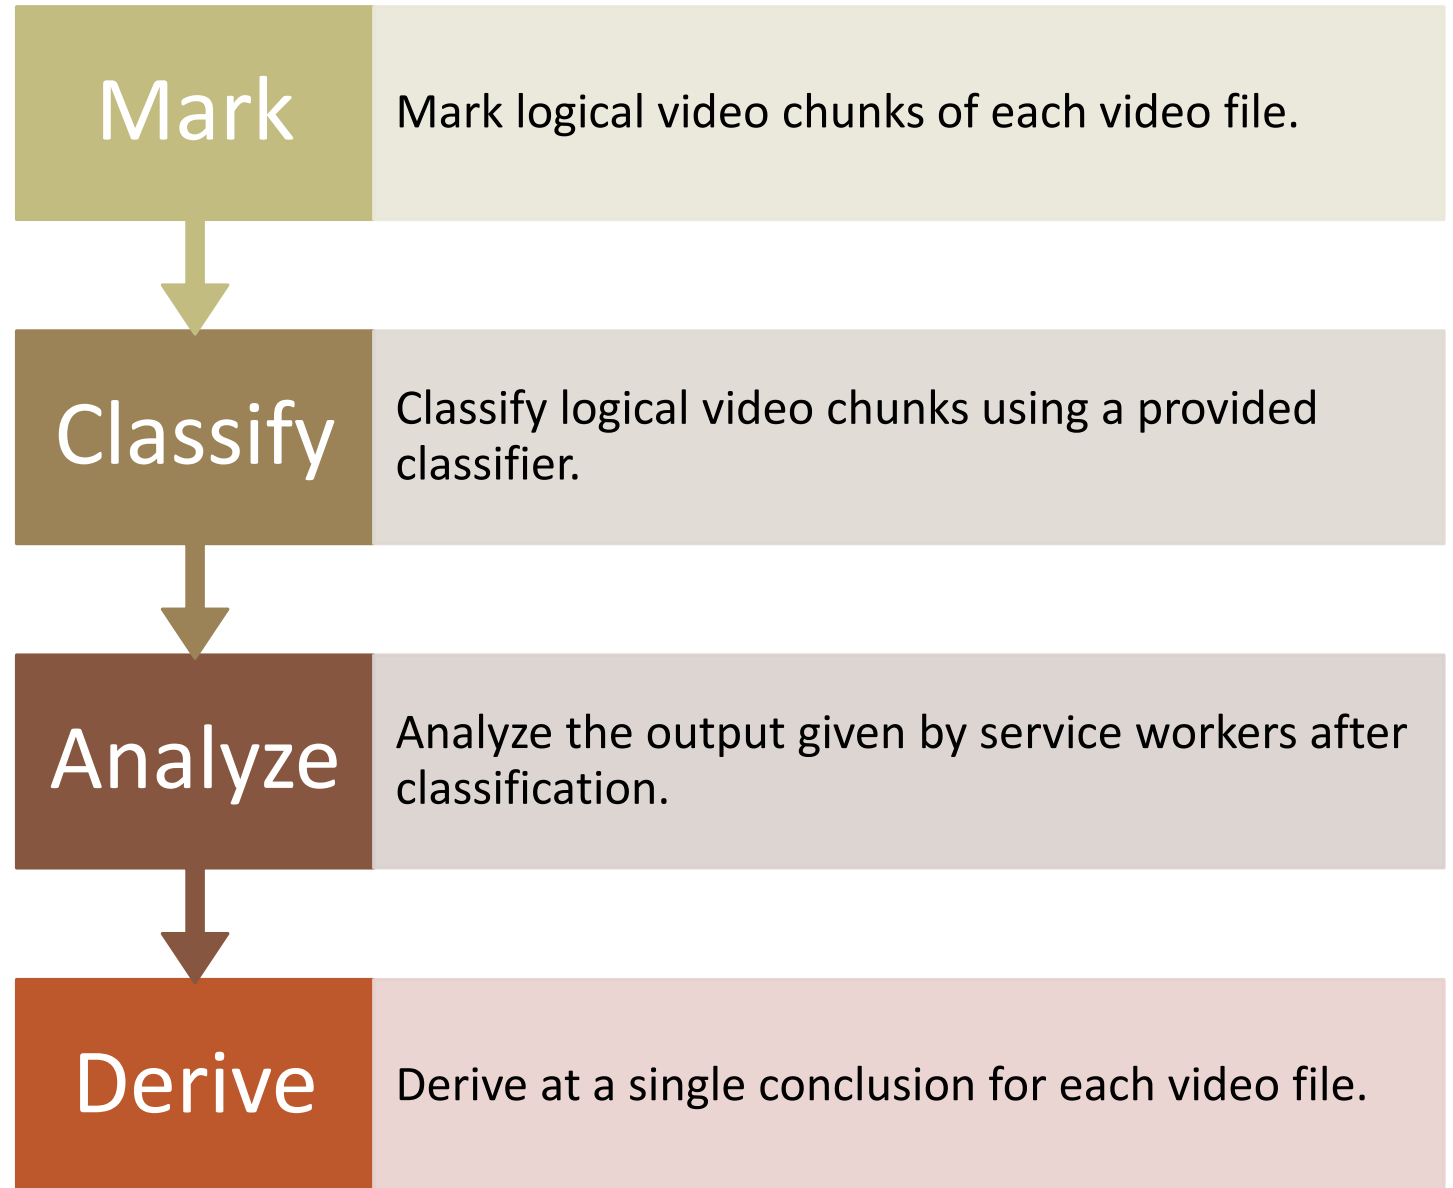 Mark
Mark logical video chunks of each video file.
Classify
Classify logical video chunks using a provided
classifier.
Analyze
Analyze the output given by service workers after
classification.
Derive
Derive at a single conclusion for each video file.